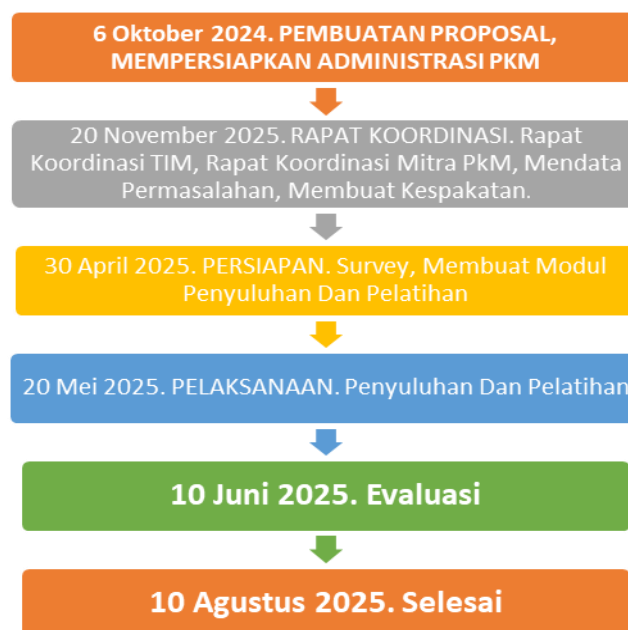 6 Oktober 2024. PEMBUATAN PROPOSAL,
MEMPERSIAPKAN ADMINISTRASI PKM
20 November 2025. RAPAT KOORDINASI. Rapat
Koordinasi TIM, Rapat Koordinasi Mitra PkM, Mendata
Permasalahan, Membuat Kespakatan.
30 April 2025. PERSIAPAN. Survey, Membuat Modul
Penyuluhan Dan Pelatihan
20 Mei 2025. PELAKSANAAN. Penyuluhan Dan Pelatihan
10 Juni 2025. Evaluasi
10 Agustus 2025. Selesai